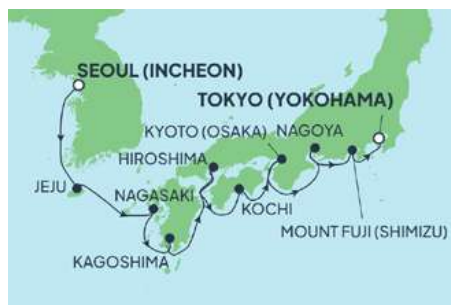 SEOUL (INCHEON)
TOKYO (YOKOHAMA)
KYOTO (OSAKA)
NAGOYA
HIROSHIMA
JEJU
NAGASAKI
KOCHI
MOUNT FUJI (SHIMIZU)
KAGOSHIMA